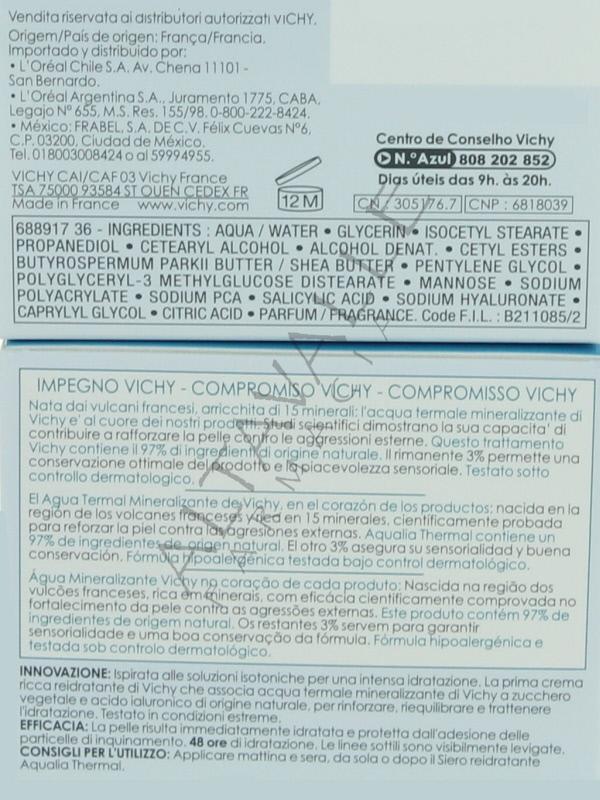 Vendita riservata ai distributori autorizzati VICHY.
Origem/País de origen: França/Francia.
Importado y distribuido por:
• L'Oréal Chile S.A. Av. Chena 11101 -
San Bernardo.
• L'Oréal Argentina S.A., Juramento 1775, CABA,
Legajo Nº 655, M.S. Res. 155/98. 0-800-222-8424.
• México: FRABEL, S.A. DE C.V. Félix Cuevas Nº6,
C.P. 03200, Ciudad de México.
Tel. 018003008424 o al 59994955.
VICHY CAI/CAF 03 Vichy France
TSA 75000 93584 ST OUEN CEDEX FR
Made in France www.vichy.com
12 M
Centro de Conselho Vichy
N.º Azul 808 202 852
Dias úteis das 9h. às 20h.
CN : 305176.7 CNP : 6818039
688917 36 - INGREDIENTS : AQUA / WATER • GLYCERIN • ISOCETYL STEARATE •
PROPANEDIOL • CETEARYL ALCOHOL • ALCOHOL DENAT. • CETYL ESTERS •
BUTYROSPERMUM PARKII BUTTER / SHEA BUTTER • PENTYLENE GLYCOL •
POLYGLYCERYL-3 METHYLGLUCOSE DISTEARATE • MANNOSE • SODIUM
POLYACRYLATE • SODIUM PCA • SALICYLIC ACID • SODIUM HYALURONATE •
CAPRYLYL GLYCOL • CITRIC ACID • PARFUM / FRAGRANCE. Code F.I.L. : B211085/2
IMPEGNO VICHY - COMPROMISO VICHY - COMPROMISSO VICHY
Nata dai vulcani francesi, arricchita di 15 minerali: l'acqua termale mineralizzante di
Vichy e' al cuore dei nostri prodotti. Studi scientifici dimostrano la sua capacita' di
contribuire a rafforzare la pelle contro le aggressioni esterne. Questo trattamento
Vichy contiene il 97% di ingredienti di origine naturale. Il rimanente 3% permette una
conservazione ottimale del prodotto e la piacevolezza sensoriale. Testato sotto
controllo dermatologico.
El Agua Termal Mineralizante de Vichy, en el corazón de los productos: nacida en la
región de los volcanes franceses y rica en 15 minerales, científicamente probada
para reforzar la piel contra las agresiones externas. Aqualia Thermal contiene un
97% de ingredientes de origen natural. El otro 3% asegura su sensorialidad y buena
conservación. Fórmula hipoalergénica testada bajo control dermatológico.
Água Mineralizante Vichy no coração de cada produto: Nascida na região dos
vulcões franceses, rica em minerais, com eficácia cientificamente comprovada no
fortalecimento da pele contra as agressões externas. Este produto contém 97% de
ingredientes de origem natural. Os restantes 3% servem para garantir
sensorialidade e uma boa conservação da fórmula. Fórmula hipoalergénica e
testada sob controlo dermatológico.
INNOVAZIONE: Ispirata alle soluzioni isotoniche per una intensa idratazione. La prima crema
ricca reidratante di Vichy che associa acqua termale mineralizzante di Vichy a zucchero
vegetale e acido ialuronico di origine naturale, per rinforzare, riequilibrare e trattenere
l'idratazione. Testato in condizioni estreme.
EFFICACIA: La pelle risulta immediatamente idratata e protetta dall'adesione delle
particelle di inquinamento. 48 ore di idratazione. Le linee sottili sono visibilmente levigate.
CONSIGLI PER L'UTILIZZO: Applicare mattina e sera, da sola o dopo il Siero reidratante
Aqualia Thermal.